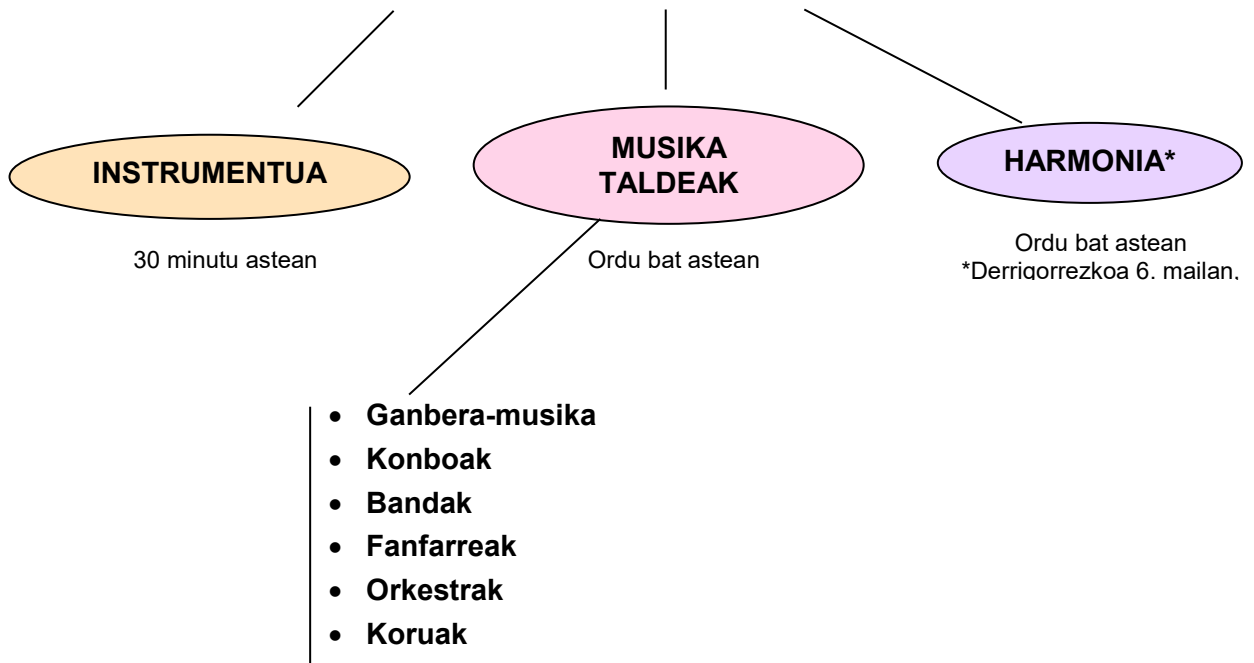 INSTRUMENTUA
30 minutu astean
MUSIKA
TALDEAK
Ordu bat astean
HARMONIA*
Ordu bat astean
*Derrigorrezkoa 6. mailan,
• Ganbera-musika
• Konboak
• Bandak
• Fanfarreak
• Orkestrak
• Koruak